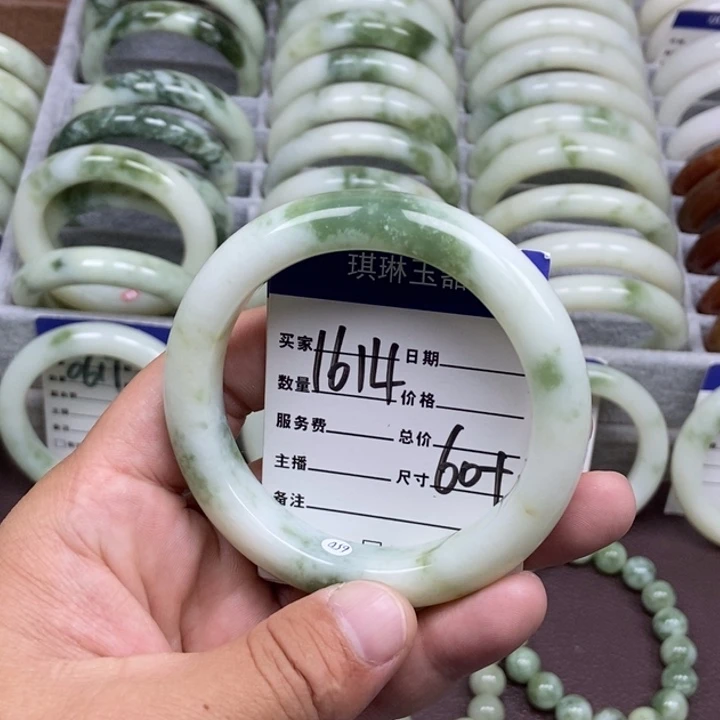 琪琳玉器
买家 日期
1614
数量 价格
服务费 总价
主播 尺寸 60+
备注